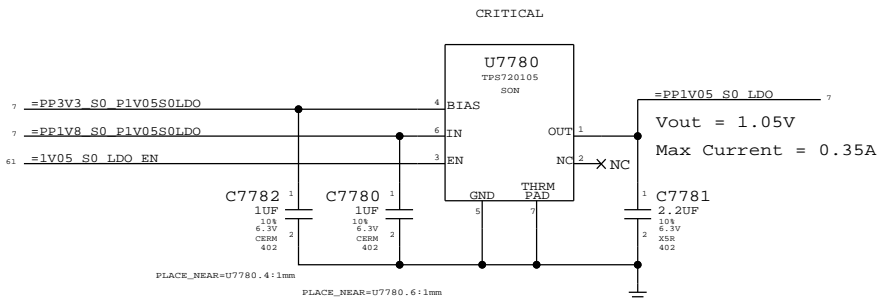 CRITICAL
U7780
TPS720105
SON
7 =PP3V3_S0_P1V05S0LDO 4 BIAS
=PP1V05_S0_LDO 7
7 =PP1V8_S0_P1V05S0LDO 6 IN OUT 1
Vout = 1.05V
Max Current = 0.35A
61 =1V05_S0_LDO_EN 3 EN NC 2 NC
GND
THRM
PAD
5 7
C7782 1
1UF
10%
6.3V
CERM
402
2
C7780 1
1UF
10%
6.3V
CERM
402
2
1 C7781
2.2UF
10%
6.3V
X5R
402
2
PLACE_NEAR=U7780.4:1mm
PLACE_NEAR=U7780.6:1mm